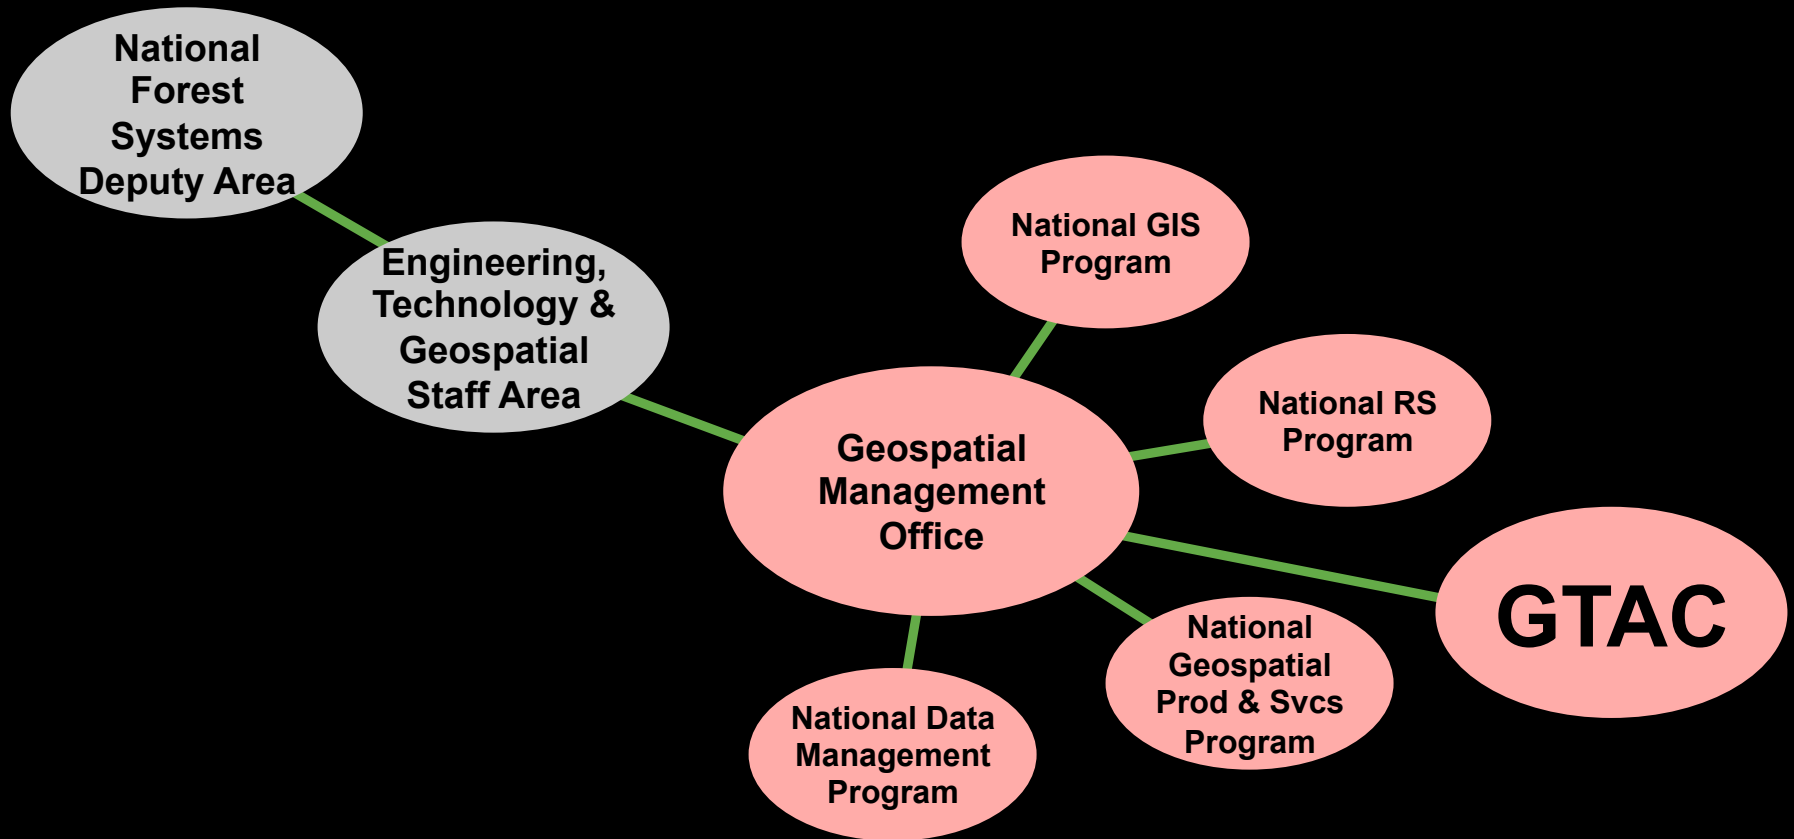 National
Forest
Systems
Deputy Area
Engineering,
Technology &
Geospatial
Staff Area
National GIS
Program
National RS
Program
Geospatial
Management
Office
GTAC
National
Geospatial
Prod & Svcs
Program
National Data
Management
Program